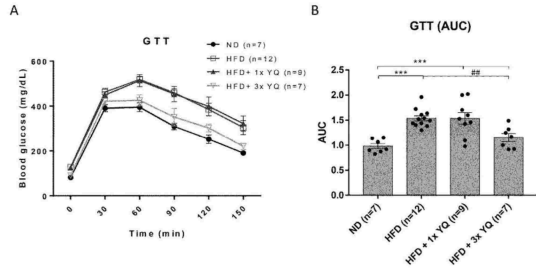 A
GTT
ND (n=7)
HFD (n=12)
HFD+ 1x YQ (n=9)
HFD+ 3x YQ (n=7)
Blood glucose (mg/dL)
600
400
200
0
0
30
60
90
120
150
Time (min)
B
GTT (AUC)
***
***
##
AUC
2.5
2.0
1.5
1.0
0.5
0.0
ND (n=7)
HFD (n=12)
HFD + 1x YQ (n=9)
HFD + 3x YQ (n=7)